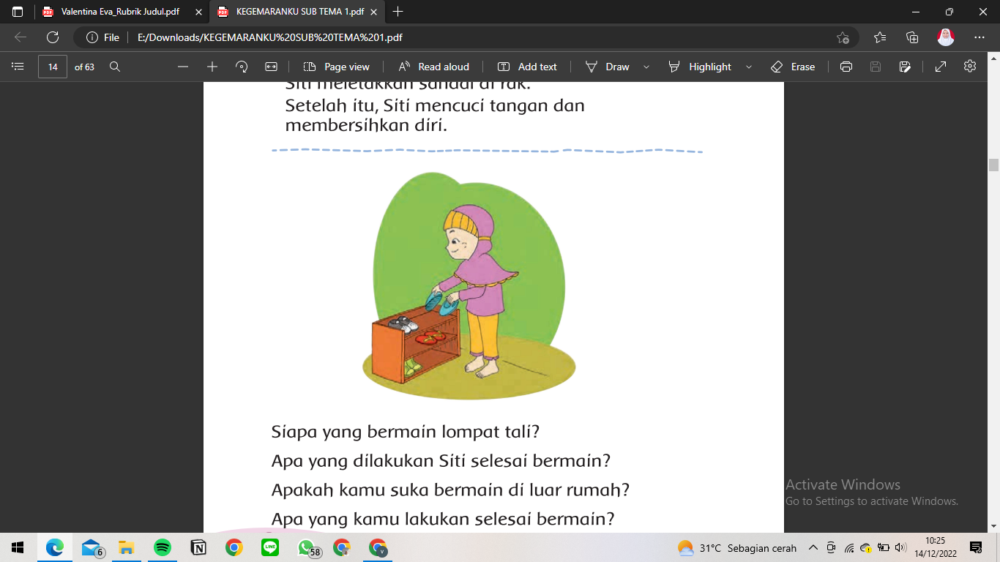 Valentina Eva_Rubrik Judul.pdf
KEGEMARANKU SUB TEMA 1.pdf
File
E:/Downloads/KEGEMARANKU%20SUB%20TEMA%201.pdf
14 of 63
Page view
Read aloud
Add text
Draw
Highlight
Erase
Siti meletakkan sandal di rak.
Setelah itu, Siti mencuci tangan dan
membersihkan diri.
Siapa yang bermain lompat tali?
Apa yang dilakukan Siti selesai bermain?
Apakah kamu suka bermain di luar rumah?
Apa yang kamu lakukan selesai bermain?
Activate Windows
Go to Settings to activate Windows.
6
58
31°C Sebagian cerah
10:25
14/12/2022